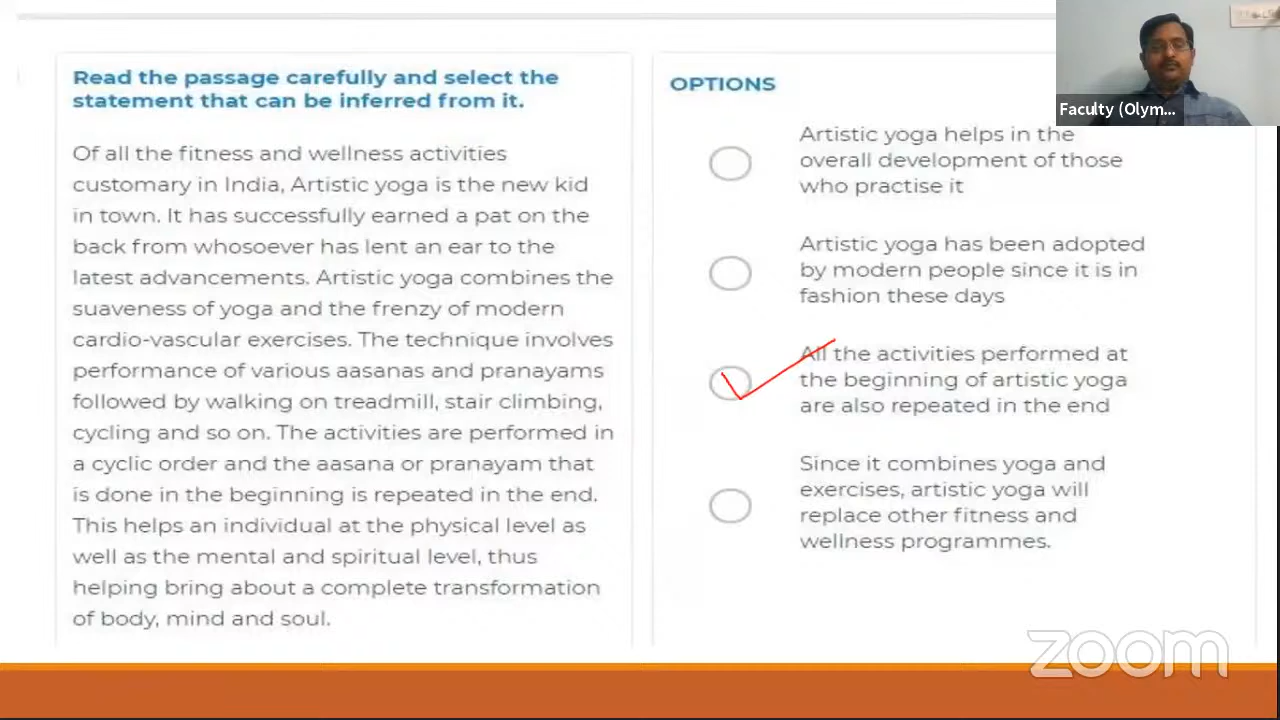 Read the passage carefully and select the
statement that can be inferred from it.
Of all the fitness and wellness activities
customary in India, Artistic yoga is the new kid
in town. It has successfully earned a pat on the
back from whosoever has lent an ear to the
latest advancements. Artistic yoga combines the
suaveness of yoga and the frenzy of modern
cardio-vascular exercises. The technique involves
performance of various aasanas and pranayams
followed by walking on treadmill, stair climbing,
cycling and so on. The activities are performed in
a cyclic order and the aasana or pranayam that
is done in the beginning is repeated in the end.
This helps an individual at the physical level as
well as the mental and spiritual level, thus
helping bring about a complete transformation
of body, mind and soul.
OPTIONS
Artistic yoga helps in the
overall development of those
who practise it
Artistic yoga has been adopted
by modern people since it is in
fashion these days
All the activities performed at
the beginning of artistic yoga
are also repeated in the end
Since it combines yoga and
exercises, artistic yoga will
replace other fitness and
wellness programmes.
Faculty (Olym...
zoom